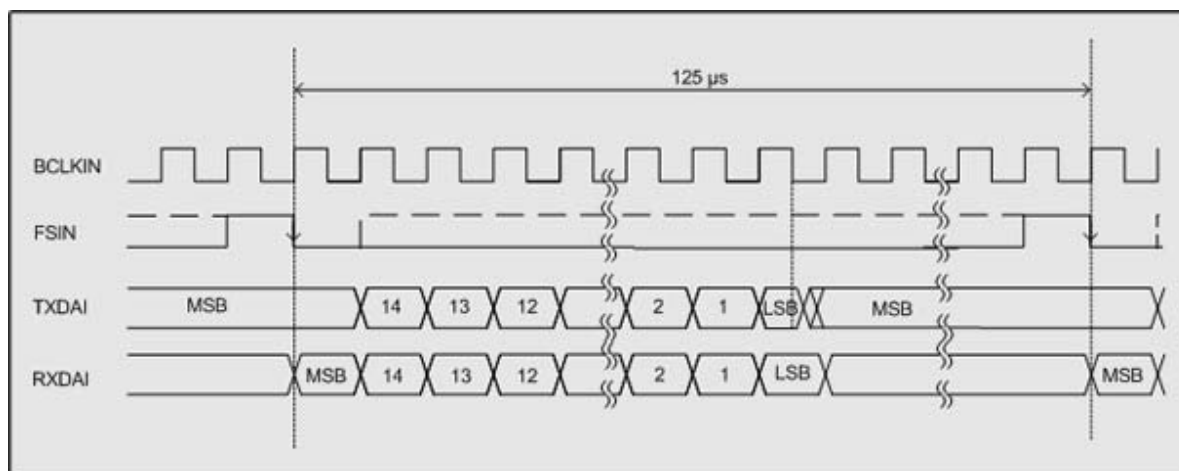 125 µs
BCLKIN
FSIN
TXDAI MSB 14 13 12 2 1 LSB MSB
RXDAI MSB 14 13 12 2 1 LSB MSB